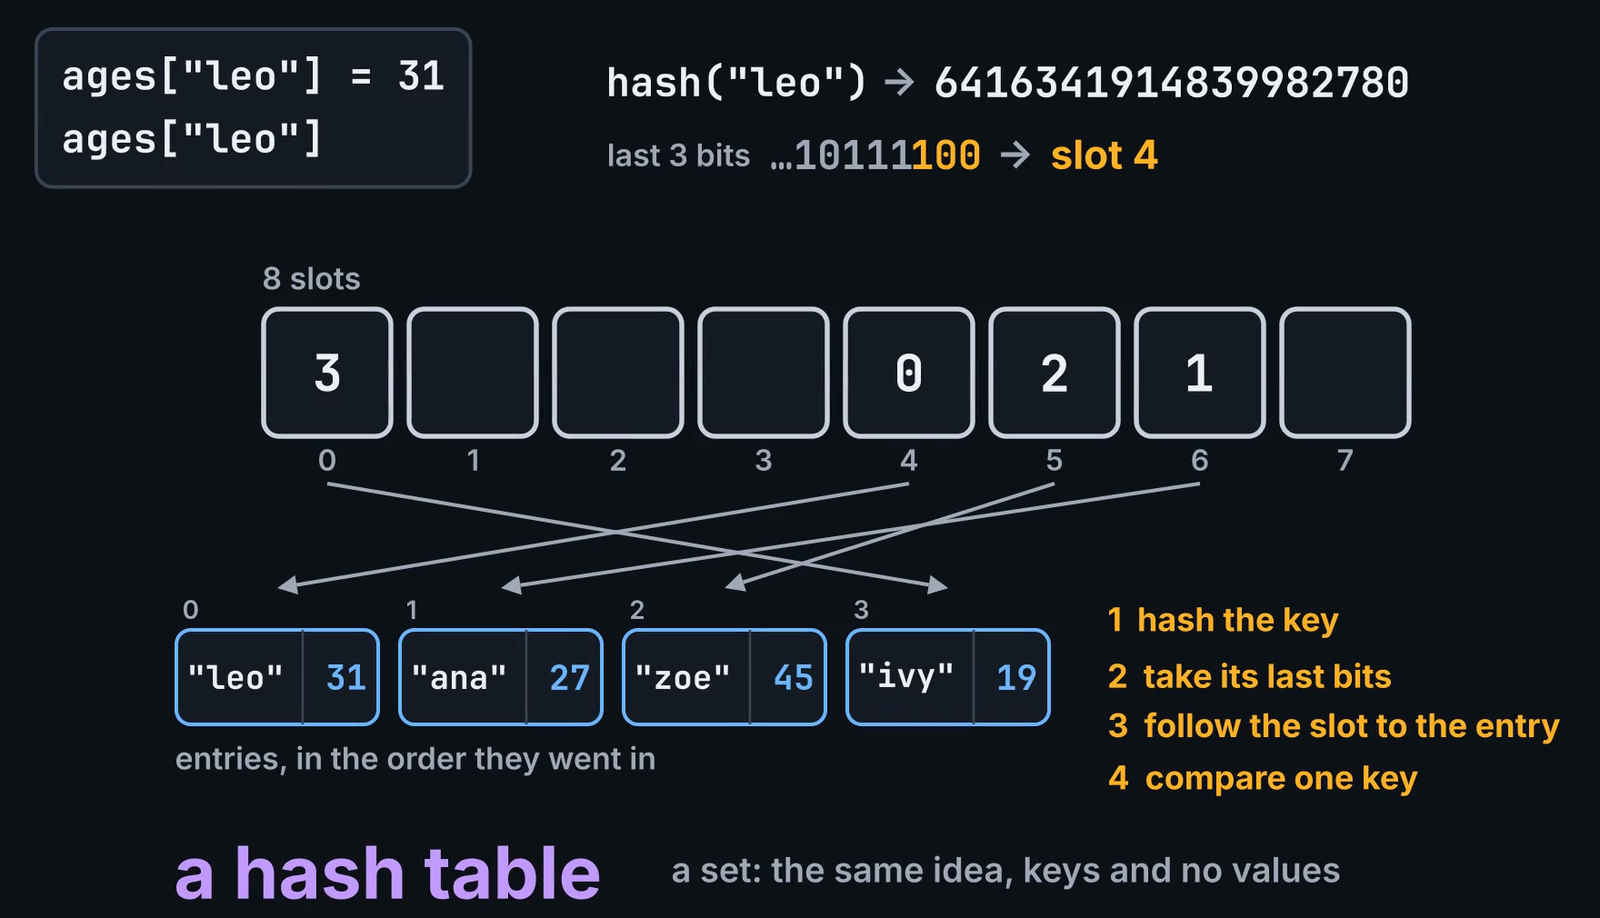 ages["leo"] = 31
ages["leo"]
hash("leo") → 6416341914839982780
last 3 bits …10111100 → slot 4
8 slots
3 0 2 1
0 1 2 3 4 5 6 7
0 1 2 3
"leo" 31 "ana" 27 "zoe" 45 "ivy" 19
entries, in the order they went in
1 hash the key
2 take its last bits
3 follow the slot to the entry
4 compare one key
a hash table
a set: the same idea, keys and no values